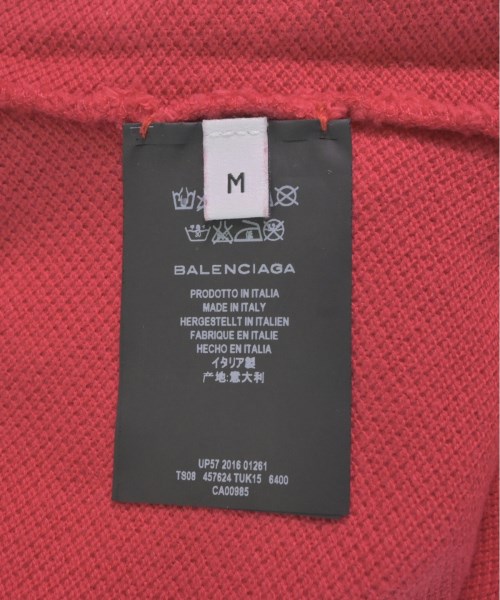 M
BALENCIAGA
PRODOTTO IN ITALIA
MADE IN ITALY
HERGESTELLT IN ITALIEN
FABRIQUE EN ITALIE
HECHO EN ITALIA
イタリア製
产地:意大利
UP57 2016 01261
TS08 457624 TUK15 6400
CA00985